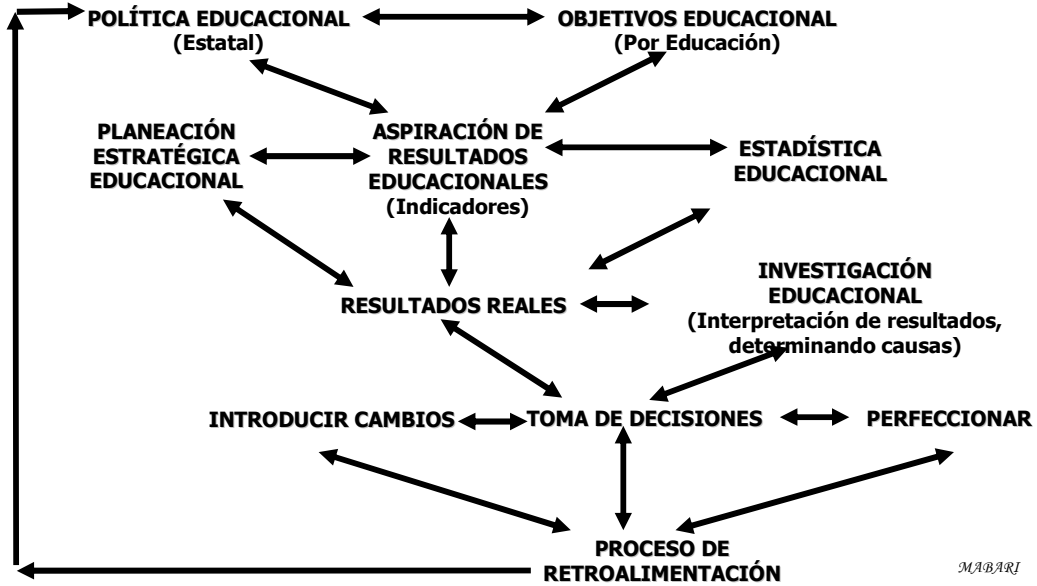 POLÍTICA EDUCACIONAL
(Estatal)
OBJETIVOS EDUCACIONAL
(Por Educación)
PLANEACIÓN
ESTRATÉGICA
EDUCACIONAL
ASPIRACIÓN DE
RESULTADOS
EDUCACIONALES
(Indicadores)
ESTADÍSTICA
EDUCACIONAL
RESULTADOS REALES
INVESTIGACIÓN
EDUCACIONAL
(Interpretación de resultados,
determinando causas)
INTRODUCIR CAMBIOS
TOMA DE DECISIONES
PERFECCIONAR
PROCESO DE
RETROALIMENTACIÓN
MABARI